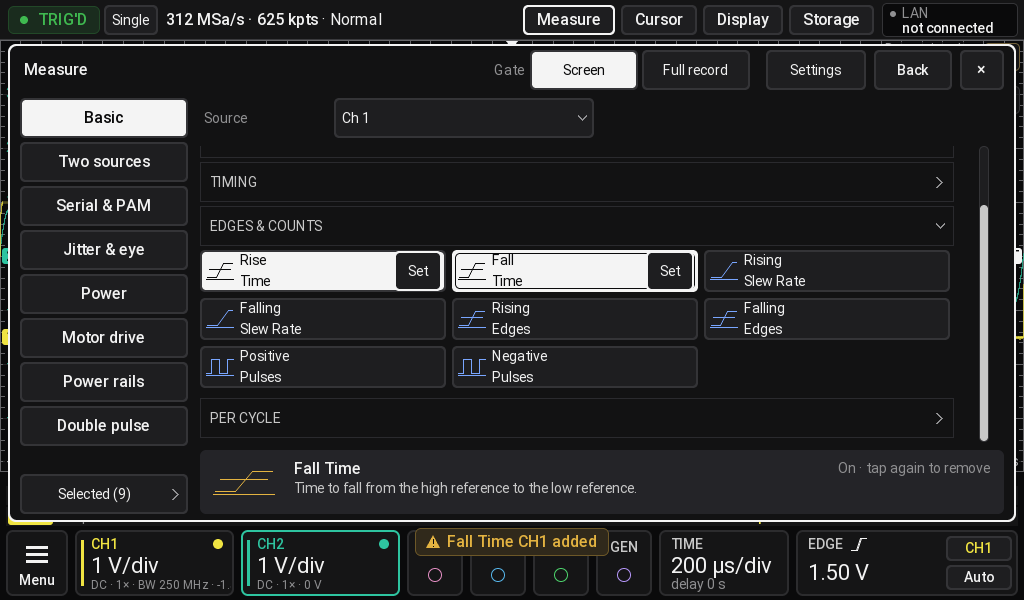 TRIG'D
Single
312 MSa/s · 625 kpts · Normal
Measure
Cursor
Display
Storage
LAN
not connected
Measure
Gate
Screen
Full record
Settings
Back
×
Basic
Source
Ch 1
Two sources
Serial & PAM
Jitter & eye
Power
Motor drive
Power rails
Double pulse
Selected (9)
TIMING
EDGES & COUNTS
Rise
Time
Set
Fall
Time
Set
Rising
Slew Rate
Falling
Slew Rate
Rising
Edges
Falling
Edges
Positive
Pulses
Negative
Pulses
PER CYCLE
Fall Time
On · tap again to remove
Time to fall from the high reference to the low reference.
Menu
CH1
1 V/div
DC · 1× · BW 250 MHz · -1.
CH2
1 V/div
DC · 1× · 0 V
Fall Time CH1 added
GEN
TIME
200 µs/div
delay 0 s
EDGE
1.50 V
CH1
Auto